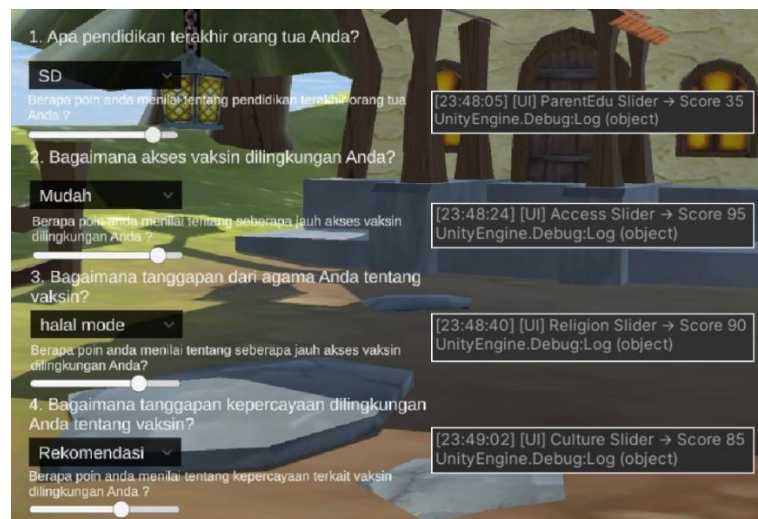 1. Apa pendidikan terakhir orang tua Anda?
SD
Berapa poin anda menilai tentang pendidikan terakhir orang tua
Anda ?
[23:48:05] [UI] ParentEdu Slider → Score 35
UnityEngine.Debug:Log (object)
2. Bagaimana akses vaksin dilingkungan Anda?
Mudah
Berapa poin anda menilai tentang seberapa jauh akses vaksin
dilingkungan Anda ?
[23:48:24] [UI] Access Slider → Score 95
UnityEngine.Debug:Log (object)
3. Bagaimana tanggapan dari agama Anda tentang
vaksin?
halal mode
Berapa poin anda menilai tentang seberapa jauh akses vaksin
dilingkungan Anda?
[23:48:40] [UI] Religion Slider → Score 90
UnityEngine.Debug:Log (object)
4. Bagaimana tanggapan kepercayaan dilingkungan
Anda tentang vaksin?
Rekomendasi
Berapa poin anda menilai tentang kepercayaan terkait vaksin
dilingkungan Anda ?
[23:49:02] [UI] Culture Slider → Score 85
UnityEngine.Debug:Log (object)